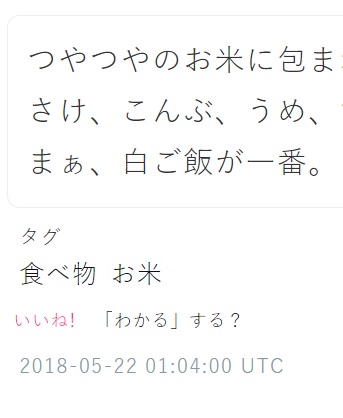 つやつやのお米に包ま
さけ、こんぶ、うめ、
まぁ、白ご飯が一番。
タグ
食べ物 お米
いいね! 「わかる」する?
2018-05-22 01:04:00 UTC